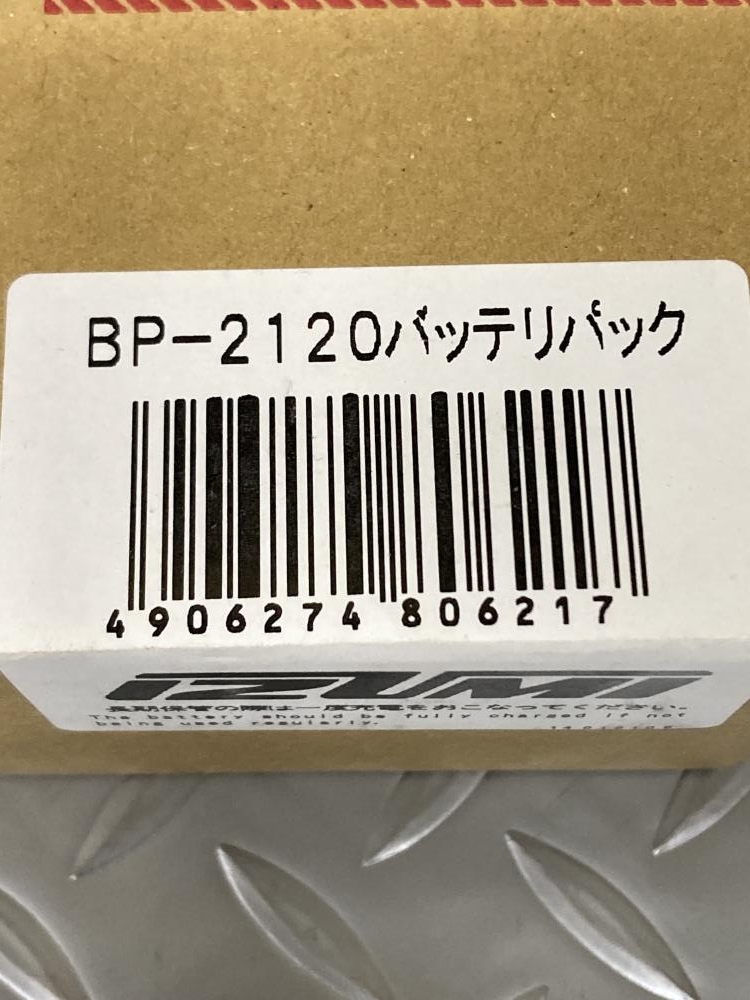 BP-2120バッテリパック
4906274 806217
IZUMI
長期保管の際は一度充電をおこなってください。
The battery should be fully charged if not
being used regularly.